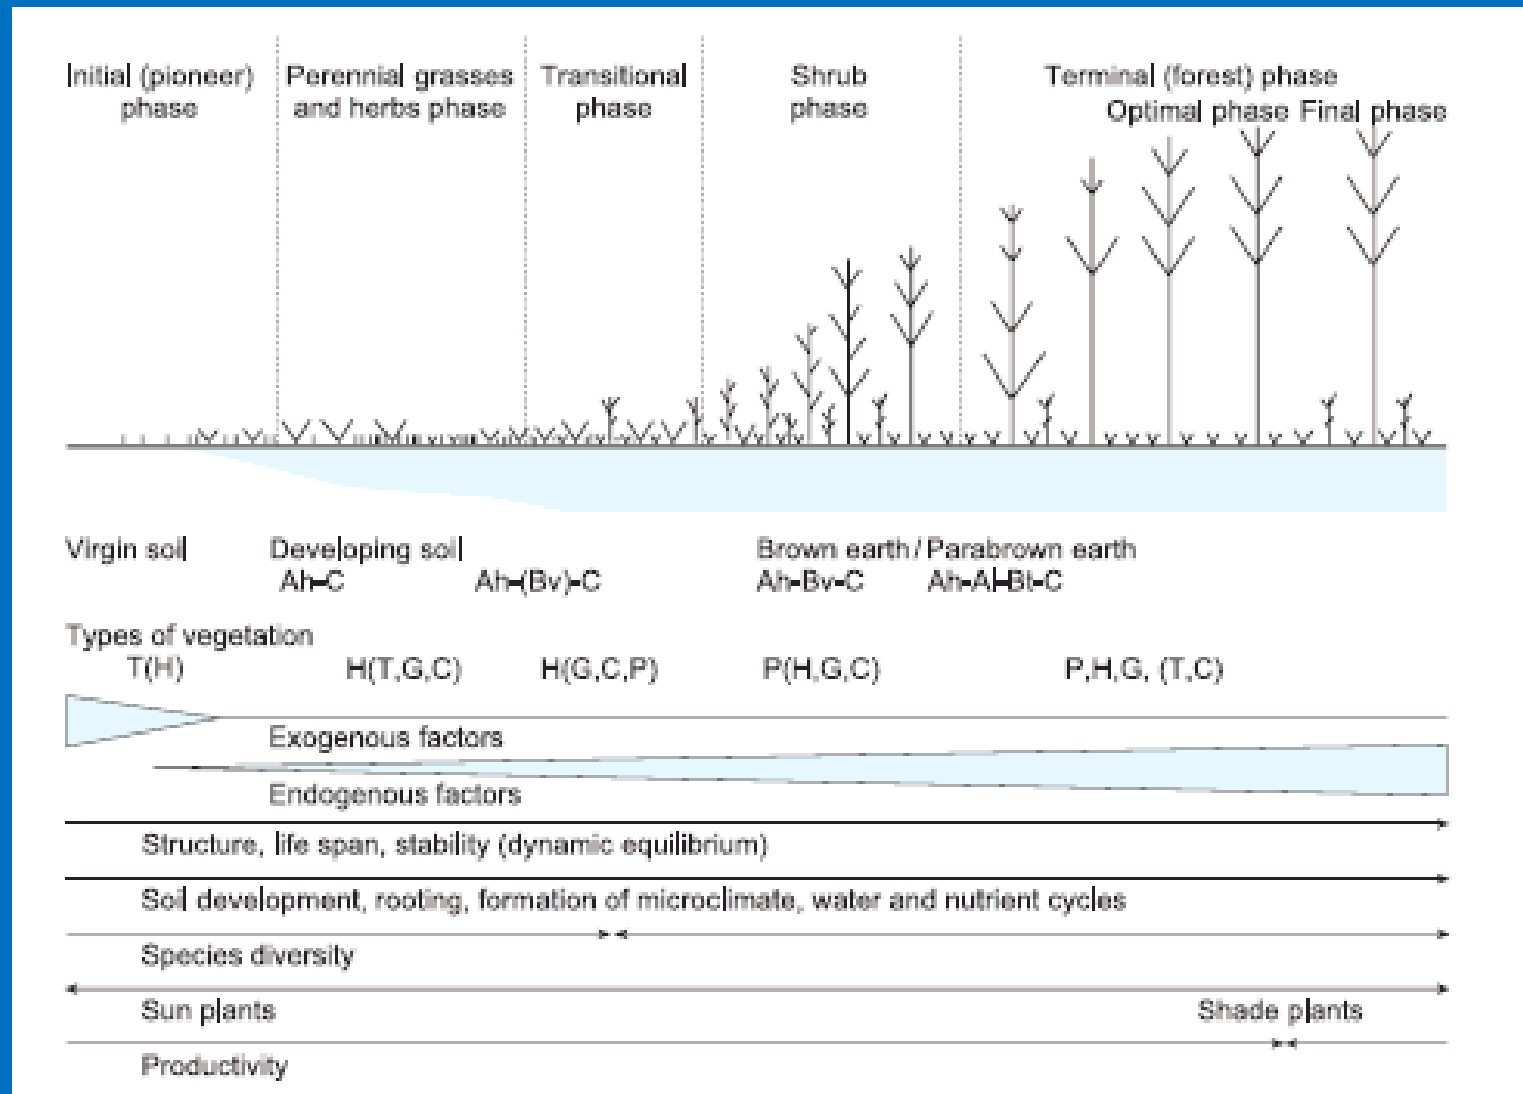 Initial (pioneer) phase
Perennial grasses and herbs phase
Transitional phase
Shrub phase
Terminal (forest) phase
Optimal phase Final phase
Virgin soil
Developing soil
Brown earth / Parabrown earth
Ah-C
Ah-(Bv)-C
Ah-Bv-C
Ah-Al-Bt-C
Types of vegetation
T(H)
H(T,G,C)
H(G,C,P)
P(H,G,C)
P,H,G, (T,C)
Exogenous factors
Endogenous factors
Structure, life span, stability (dynamic equilibrium)
Soil development, rooting, formation of microclimate, water and nutrient cycles
Species diversity
Sun plants
Shade plants
Productivity